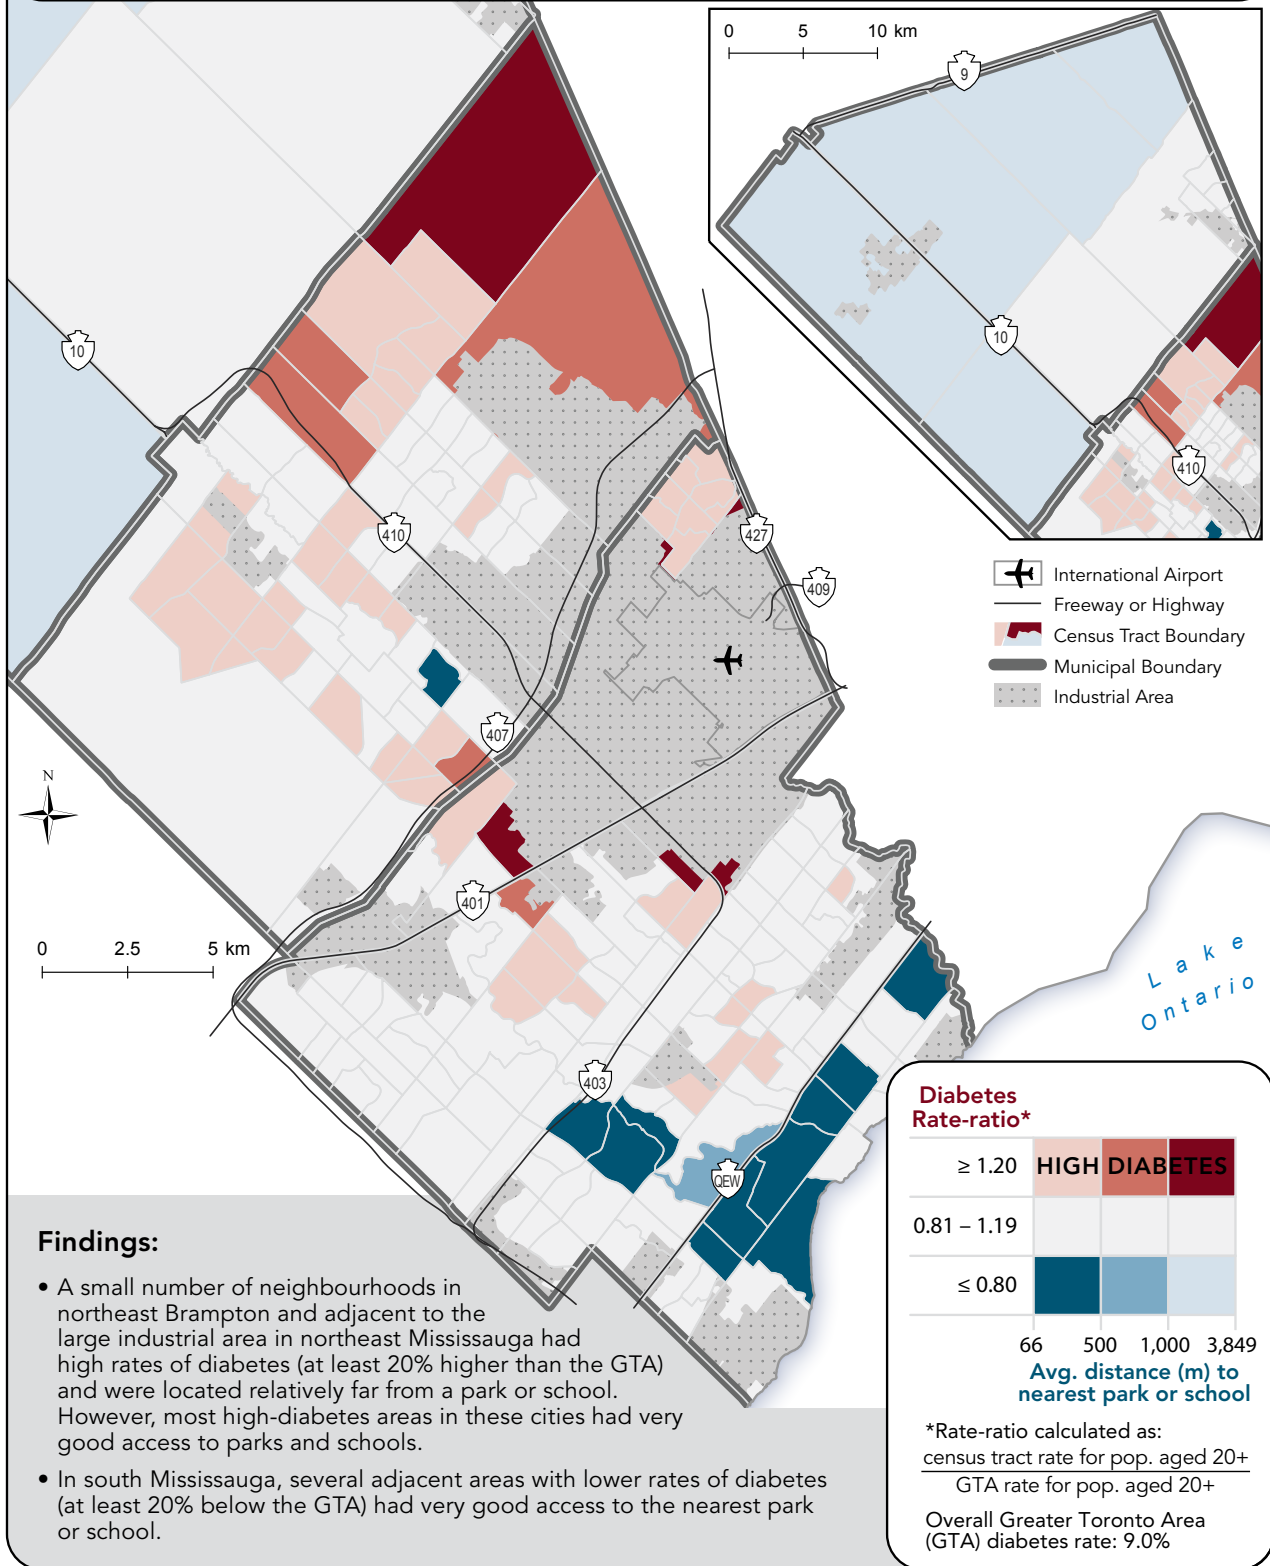 0 5 10 km
9
10
410
10
410
427
409
407
401
403
QEW
International Airport
Freeway or Highway
Census Tract Boundary
Municipal Boundary
Industrial Area
N
0 2.5 5 km
Lake
Ontario
Diabetes
Rate-ratio*
≥ 1.20 HIGH DIABETES
0.81 – 1.19
≤ 0.80
66 500 1,000 3,849
Avg. distance (m) to
nearest park or school
*Rate-ratio calculated as:
census tract rate for pop. aged 20+
GTA rate for pop. aged 20+
Overall Greater Toronto Area
(GTA) diabetes rate: 9.0%
Findings:
• A small number of neighbourhoods in
northeast Brampton and adjacent to the
large industrial area in northeast Mississauga had
high rates of diabetes (at least 20% higher than the GTA)
and were located relatively far from a park or school.
However, most high-diabetes areas in these cities had very
good access to parks and schools.
• In south Mississauga, several adjacent areas with lower rates of diabetes
(at least 20% below the GTA) had very good access to the nearest park
or school.